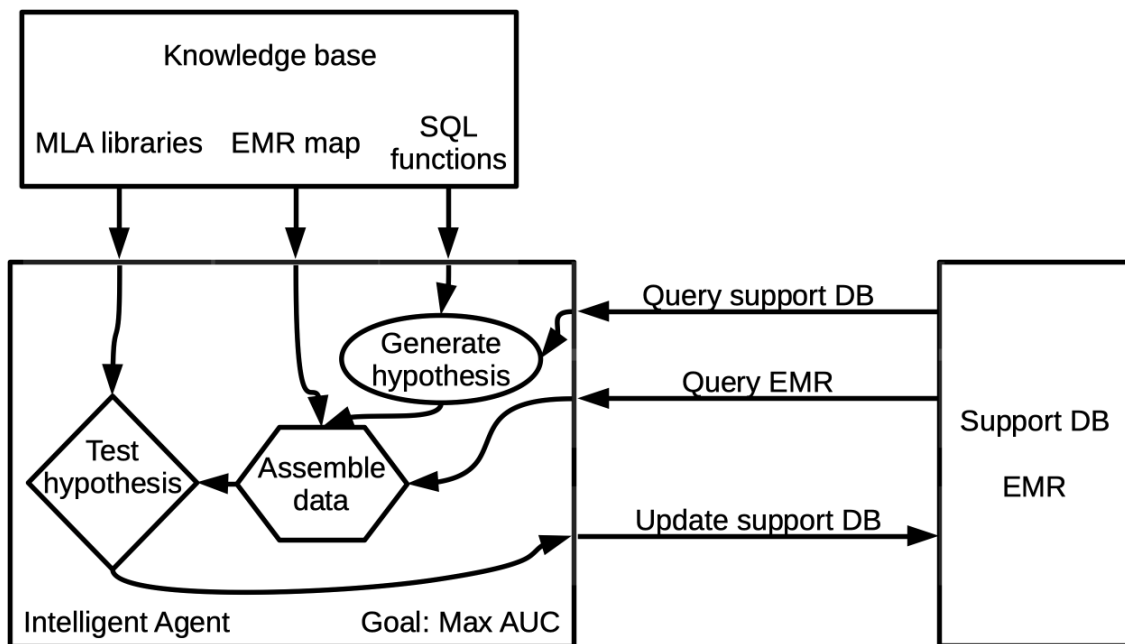 Knowledge base
MLA libraries EMR map SQL
functions
Query support DB
Generate
hypothesis
Query EMR
Support DB
EMR
Test
hypothesis
Assemble
data
Update support DB
Intelligent Agent Goal: Max AUC